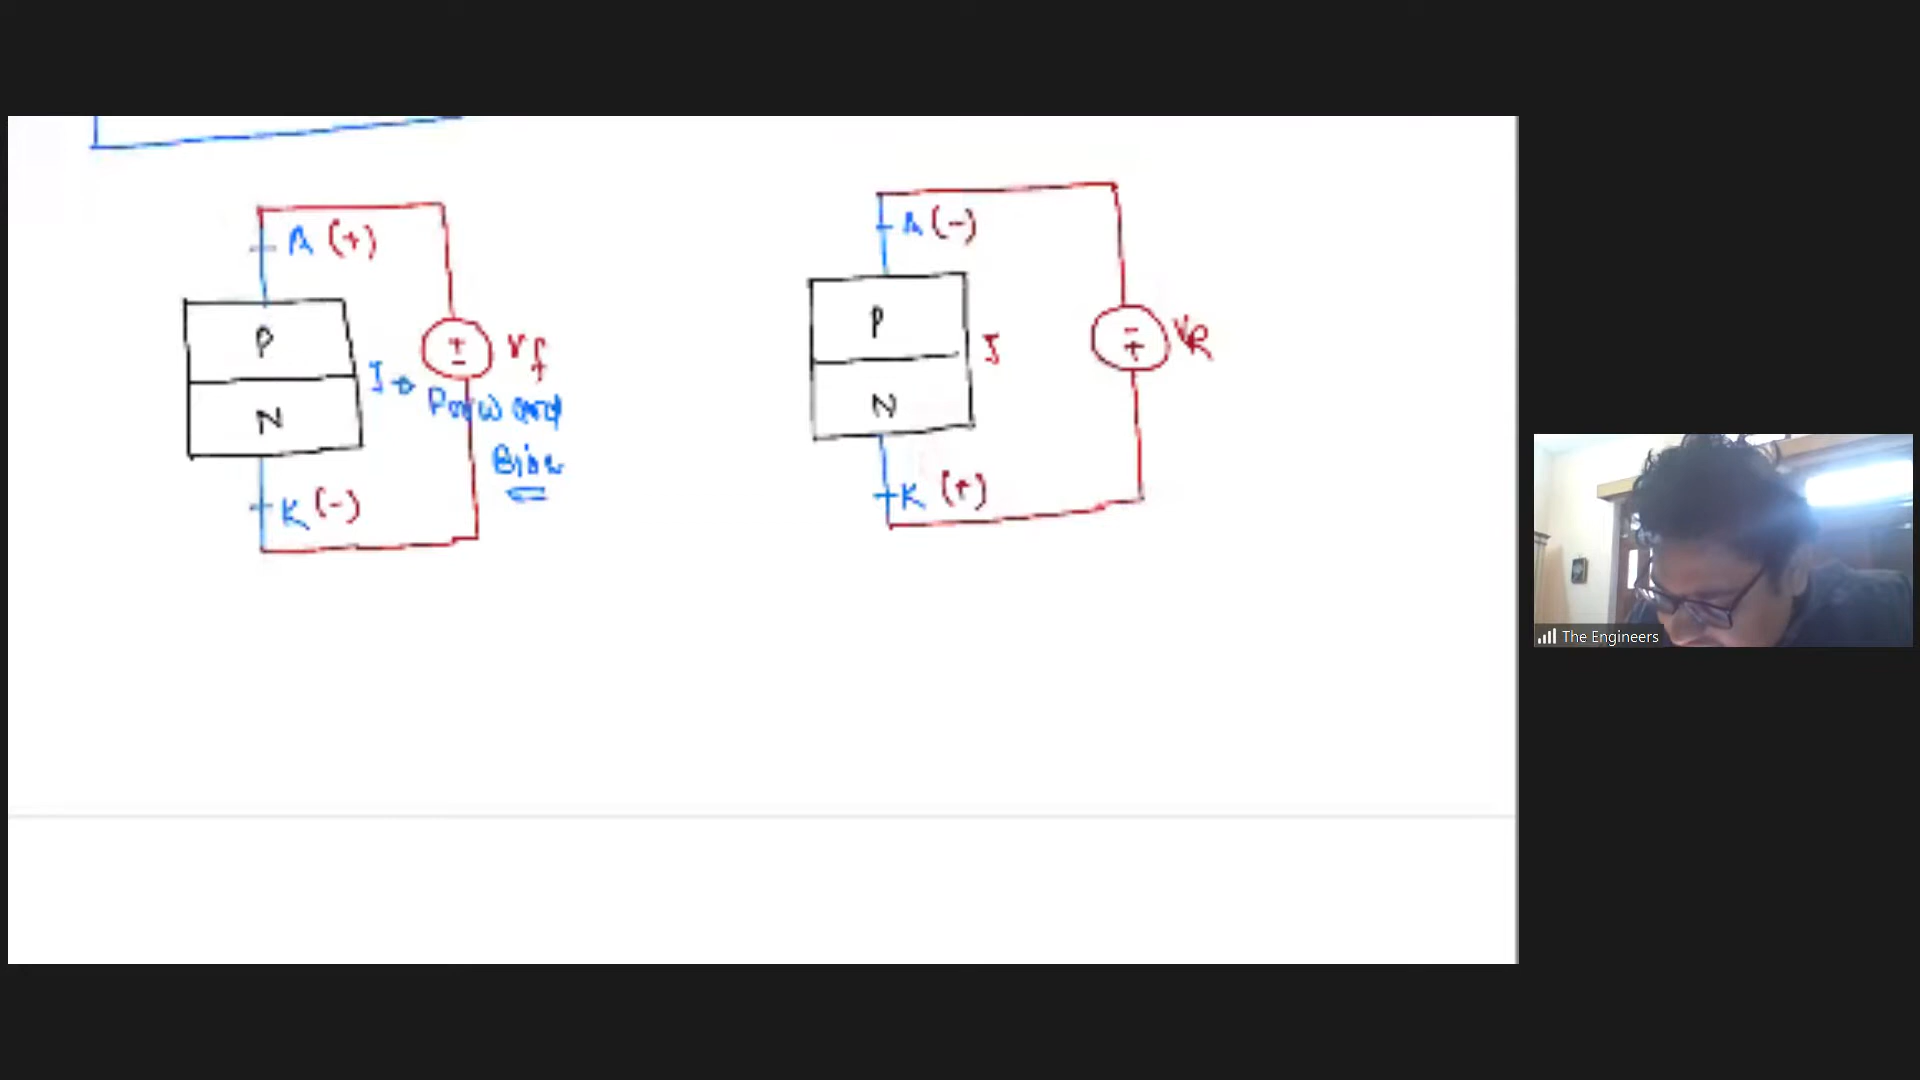 A (+)
P
N
J → Forward
Bias
+
-
Vf
K (-)
A (-)
P
N
J
-
+
VR
K (+)
The Engineers